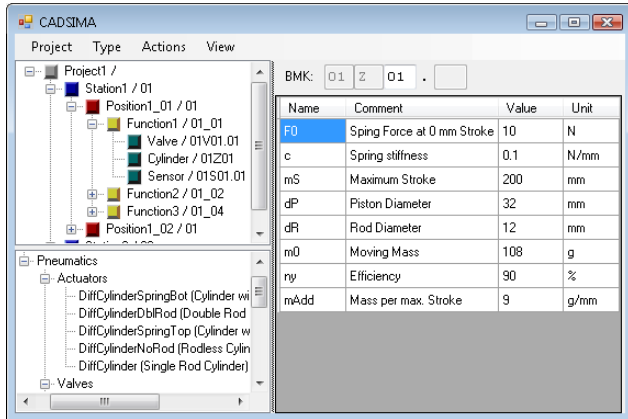 CADSIMA
Project Type Actions View
Project1 /
Station1 / 01
Position1_01 / 01
Function1 / 01_01
Valve / 01V01.01
Cylinder / 01Z01
Sensor / 01S01.01
Function2 / 01_02
Function3 / 01_04
Position1_02 / 01
Pneumatics
Actuators
DiffCylinderSpringBot (Cylinder wi
DiffCylinderDblRod (Double Rod
DiffCylinderSpringTop (Cylinder w
DiffCylinderNoRod (Rodless Cylin
DiffCylinder (Single Rod Cylinder)
Valves
BMK: 01 Z 01 .
Name Comment Value Unit
F0 Sping Force at 0 mm Stroke 10 N
c Spring stiffness 0.1 N/mm
mS Maximum Stroke 200 mm
dP Piston Diameter 32 mm
dR Rod Diameter 12 mm
m0 Moving Mass 108 g
ny Efficiency 90 %
mAdd Mass per max. Stroke 9 g/mm